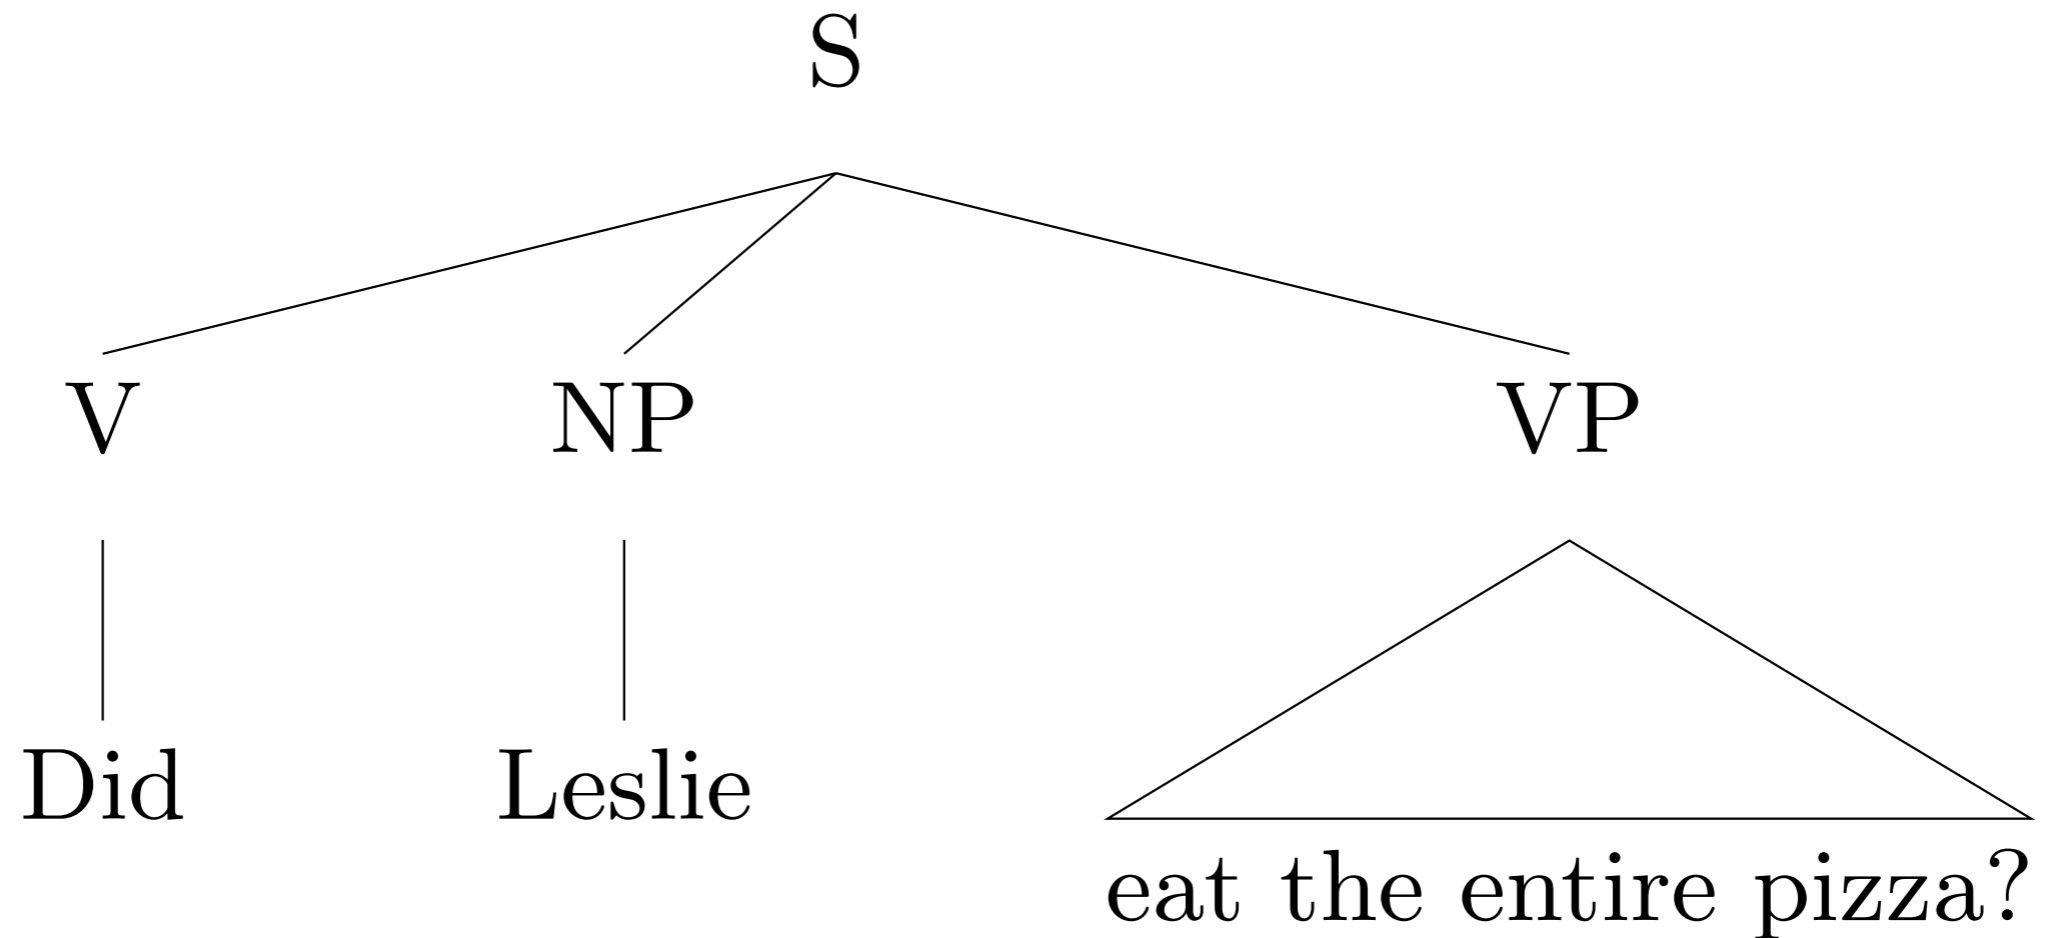 S
V NP VP
Did Leslie
eat the entire pizza?